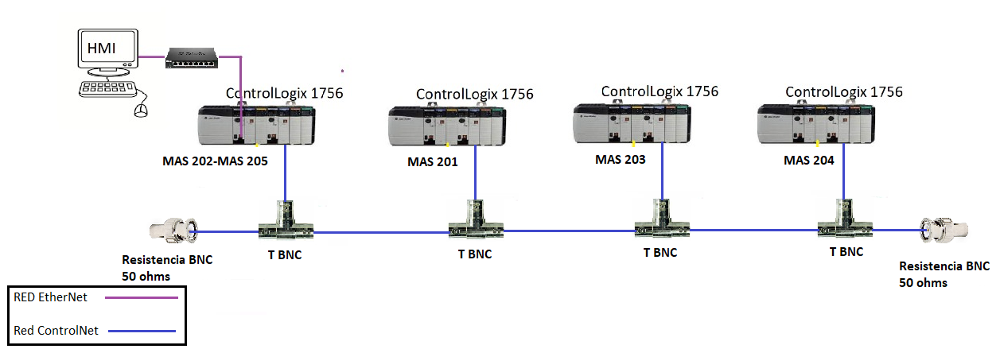 HMI
ControlLogix 1756
ControlLogix 1756
ControlLogix 1756
ControlLogix 1756
MAS 202-MAS 205
MAS 201
MAS 203
MAS 204
T BNC
T BNC
T BNC
T BNC
Resistencia BNC
50 ohms
Resistencia BNC
50 ohms
RED EtherNet
Red ControlNet